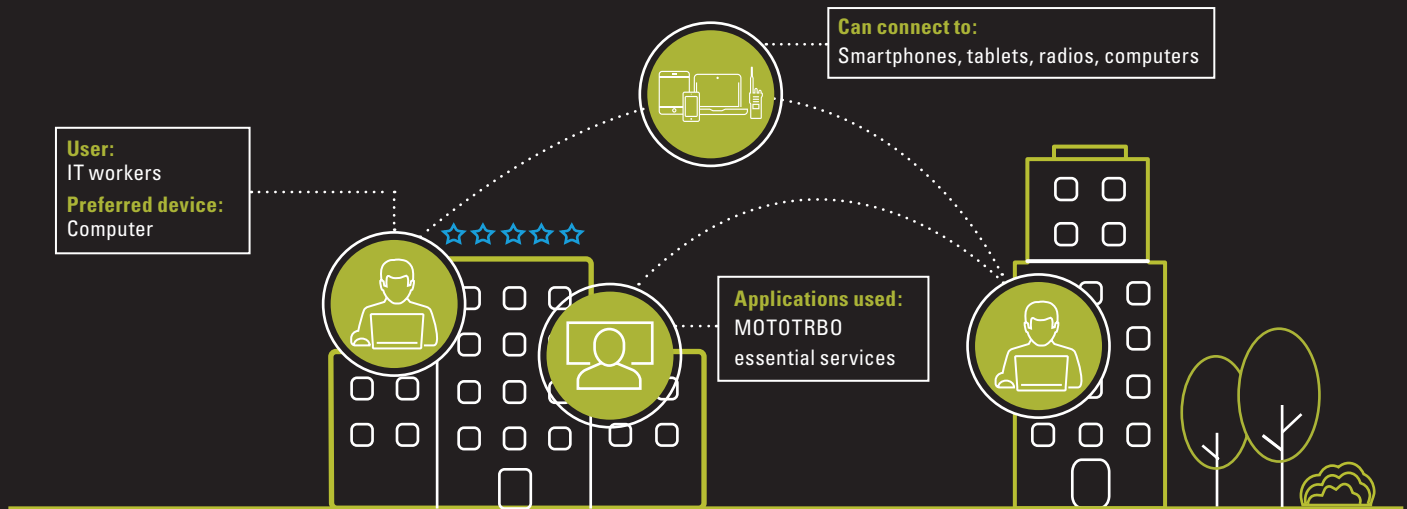 Can connect to:
Smartphones, tablets, radios, computers
User:
IT workers
Preferred device:
Computer
Applications used:
MOTOTRBO
essential services